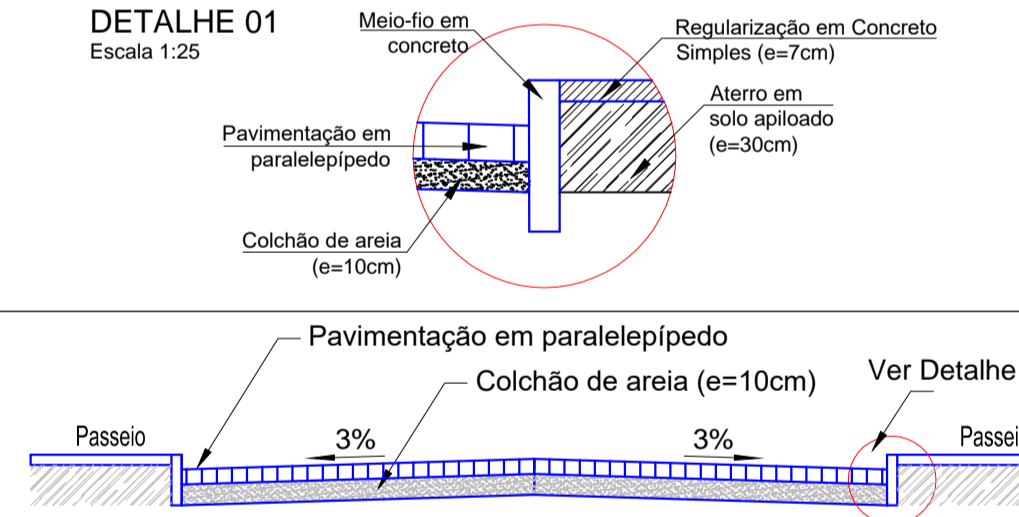 DETALHE 01
Escala 1:25
Meio-fio em
concreto
Regularização em Concreto
Simples (e=7cm)
Aterro em
solo apiloado
(e=30cm)
Pavimentação em
paralelepípedo
Colchão de areia
(e=10cm)
Pavimentação em paralelepípedo
Colchão de areia (e=10cm)
Ver Detalhe
Passeio
3%
3%
Passei